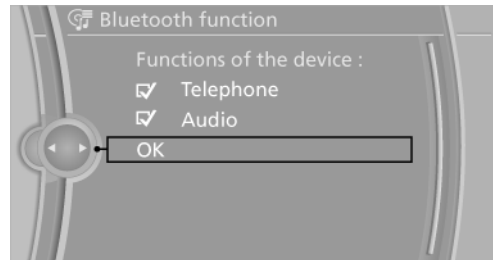 Bluetooth function
Functions of the device :
Telephone
Audio
OK